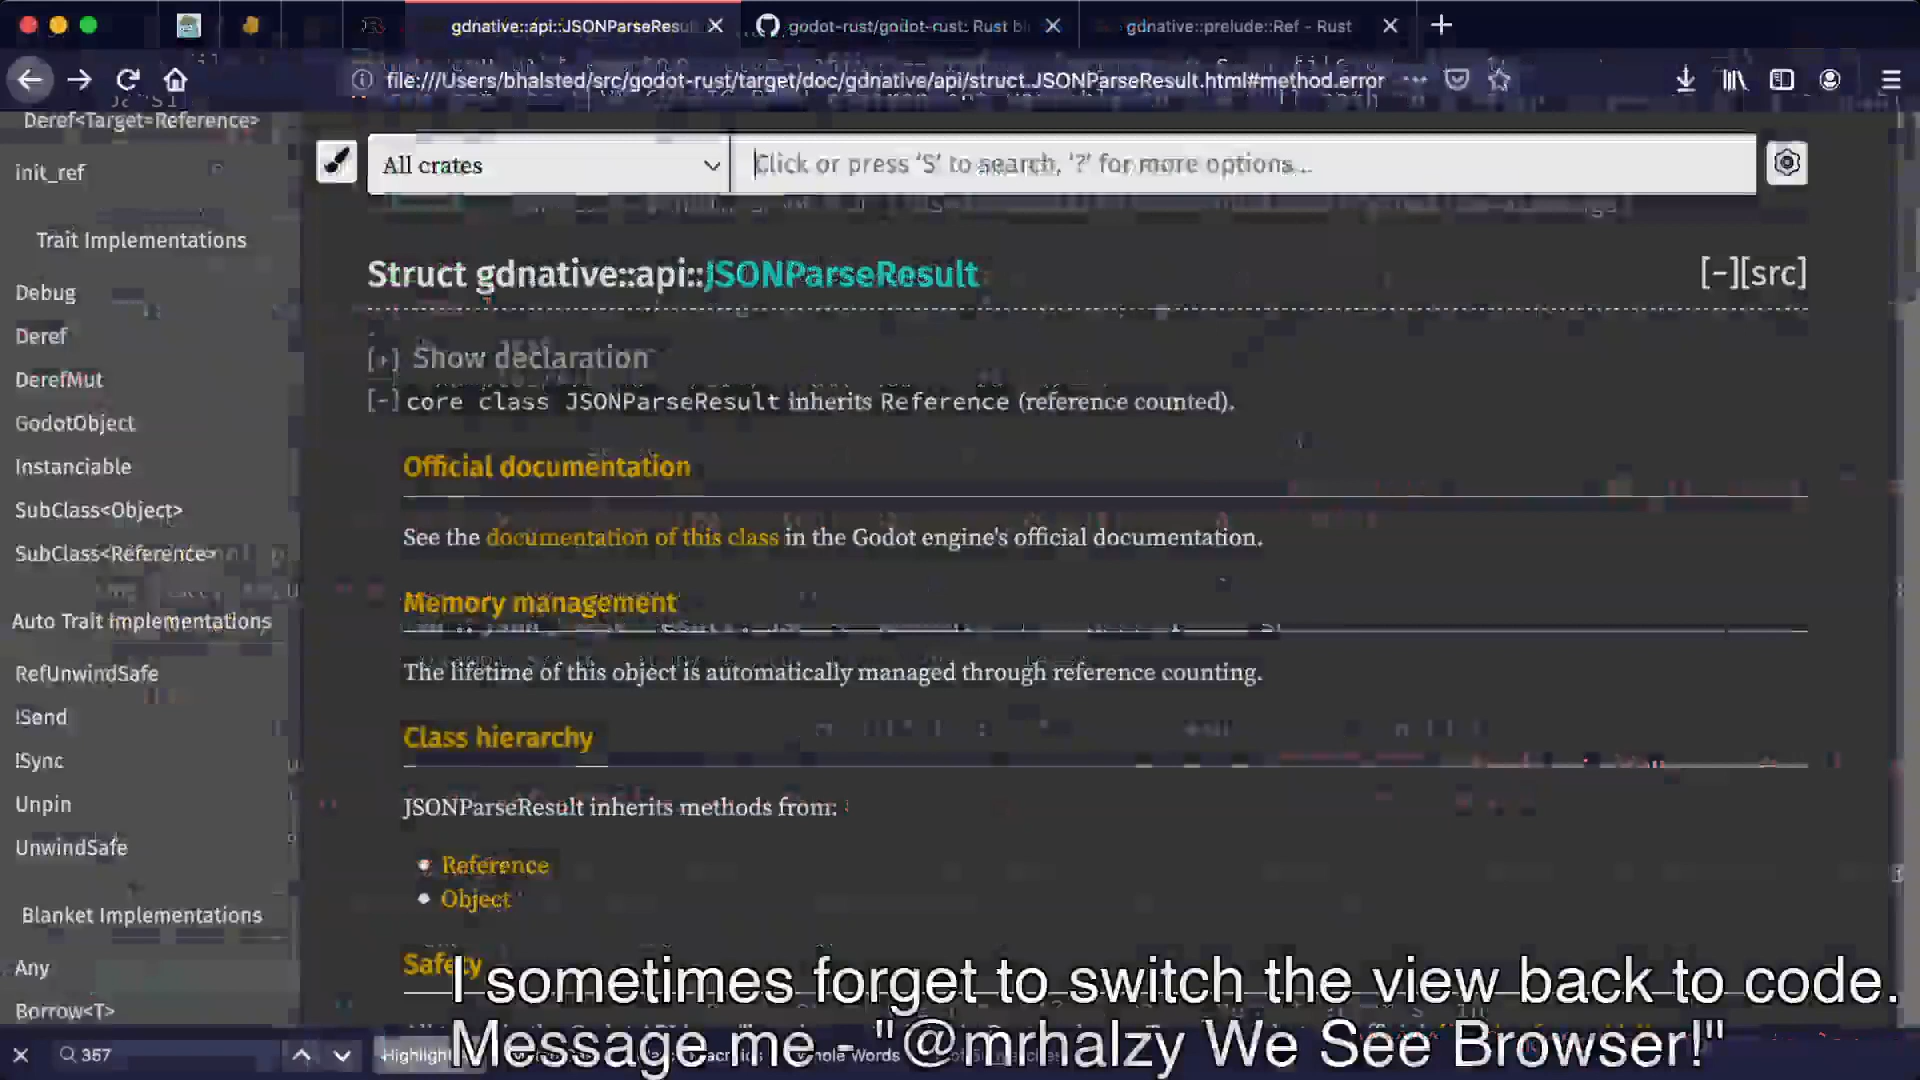 gdnative::api::JSONParseResul
godot-rust/godot-rust: Rust bi
gdnative::prelude::Ref - Rust
file:///Users/bhalsted/src/godot-rust/target/doc/gdnative/api/struct.JSONParseResult.html#method.error
Deref<Target=Reference>
init_ref
Trait Implementations
Debug
Deref
DerefMut
GodotObject
Instanciable
SubClass<Object>
SubClass<Reference>
Auto Trait Implementations
RefUnwindSafe
!Send
!Sync
Unpin
UnwindSafe
Blanket Implementations
Any
Borrow<T>
All crates
Click or press ‘S’ to search, ‘?’ for more options…
Struct gdnative::api::JSONParseResult
[-][src]
[+] Show declaration
[-] core class JSONParseResult inherits Reference (reference counted).
Official documentation
See the documentation of this class in the Godot engine's official documentation.
Memory management
The lifetime of this object is automatically managed through reference counting.
Class hierarchy
JSONParseResult inherits methods from:
Reference
Object
Safety
I sometimes forget to switch the view back to code.
Message me - "@mrhalzy We See Browser!"
357
Highlight
Whole Words